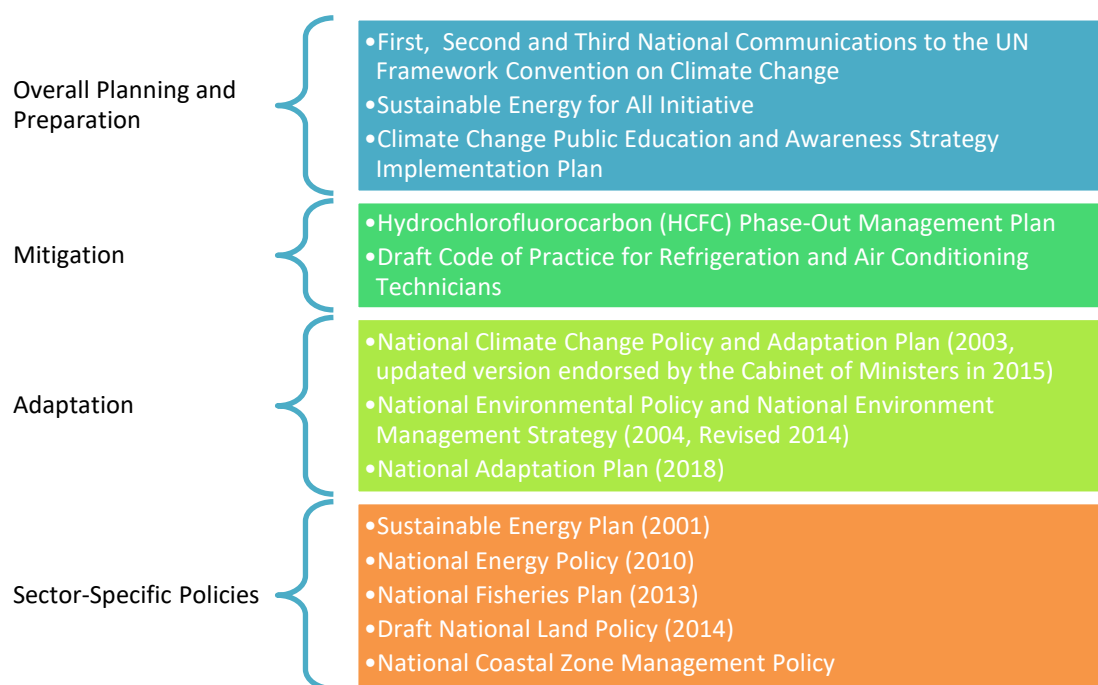 Overall Planning and
Preparation
•First, Second and Third National Communications to the UN
Framework Convention on Climate Change
•Sustainable Energy for All Initiative
•Climate Change Public Education and Awareness Strategy
Implementation Plan
Mitigation
•Hydrochlorofluorocarbon (HCFC) Phase-Out Management Plan
•Draft Code of Practice for Refrigeration and Air Conditioning
Technicians
Adaptation
•National Climate Change Policy and Adaptation Plan (2003,
updated version endorsed by the Cabinet of Ministers in 2015)
•National Environmental Policy and National Environment
Management Strategy (2004, Revised 2014)
•National Adaptation Plan (2018)
Sector-Specific Policies
•Sustainable Energy Plan (2001)
•National Energy Policy (2010)
•National Fisheries Plan (2013)
•Draft National Land Policy (2014)
•National Coastal Zone Management Policy